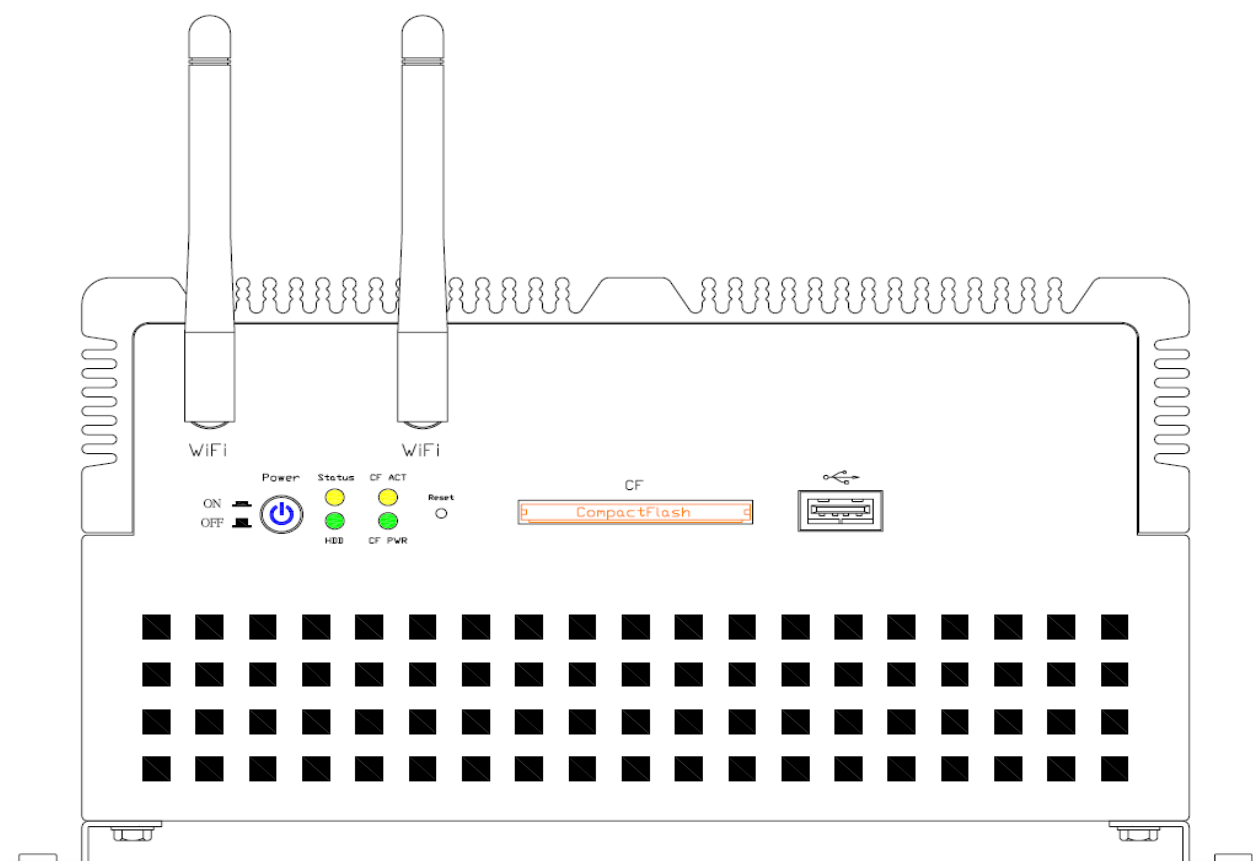 WiFi WiFi
Power Status CF ACT
ON
OFF
Reset
HDD CF PWR
CF
CompactFlash